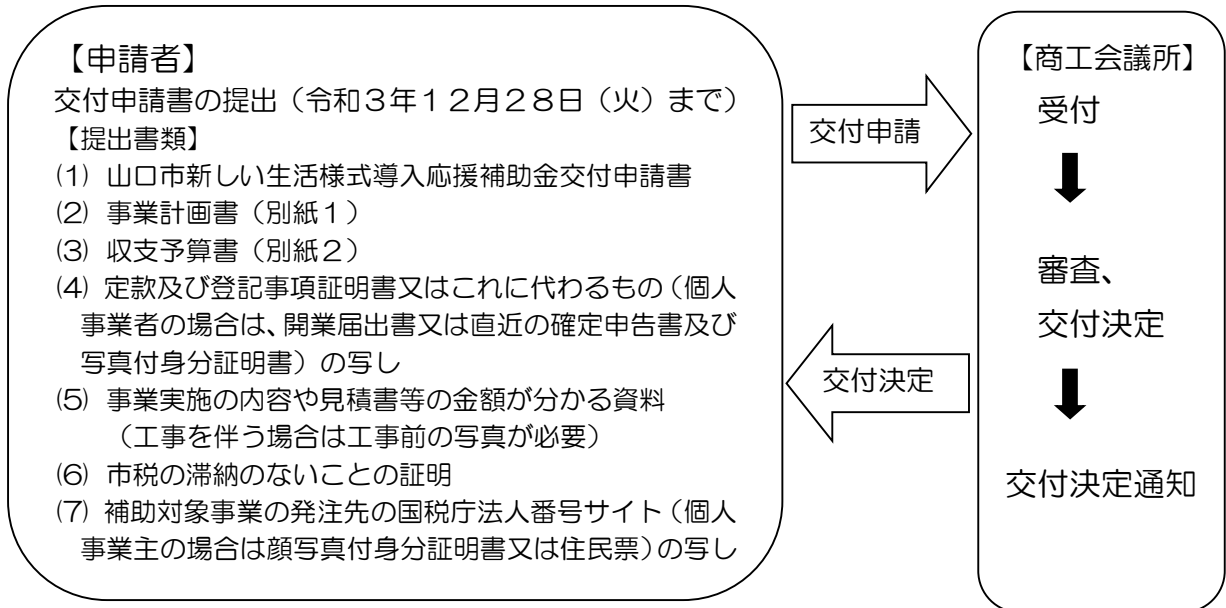 【申請者】
交付申請書の提出（令和３年１２月２８日（火）まで）
【提出書類】
⑴ 山口市新しい生活様式導入応援補助金交付申請書
⑵ 事業計画書（別紙１）
⑶ 収支予算書（別紙２）
⑷ 定款及び登記事項証明書又はこれに代わるもの（個人
事業者の場合は、開業届出書又は直近の確定申告書及び
写真付身分証明書）の写し
⑸ 事業実施の内容や見積書等の金額が分かる資料
（工事を伴う場合は工事前の写真が必要）
⑹ 市税の滞納のないことの証明
⑺ 補助対象事業の発注先の国税庁法人番号サイト（個人
事業主の場合は顔写真付身分証明書又は住民票）の写し
交付申請
交付決定
【商工会議所】
受付
審査、
交付決定
交付決定通知